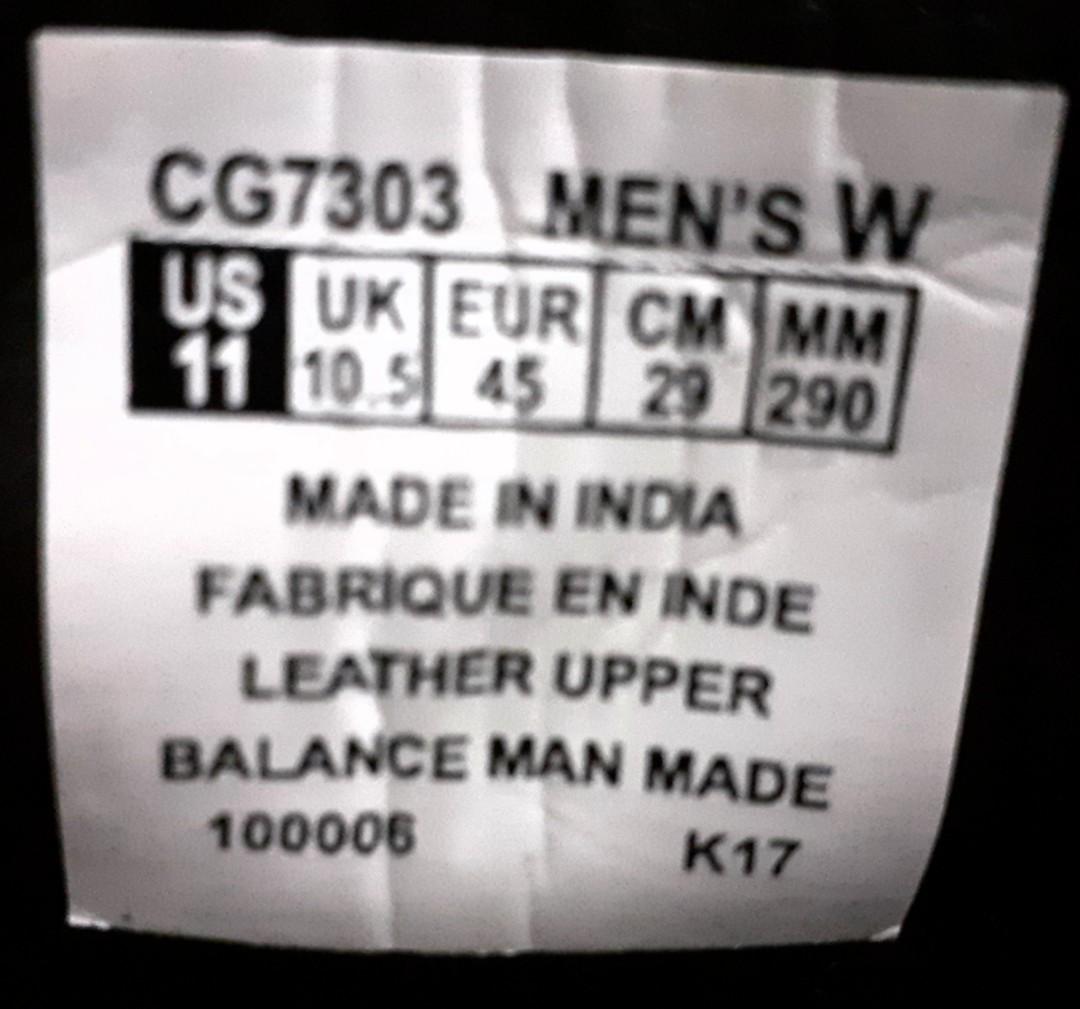 CG7303 MEN'S W
US UK EUR CM MM
11 10.5 45 29 290
MADE IN INDIA
FABRIQUE EN INDE
LEATHER UPPER
BALANCE MAN MADE
100006 K17